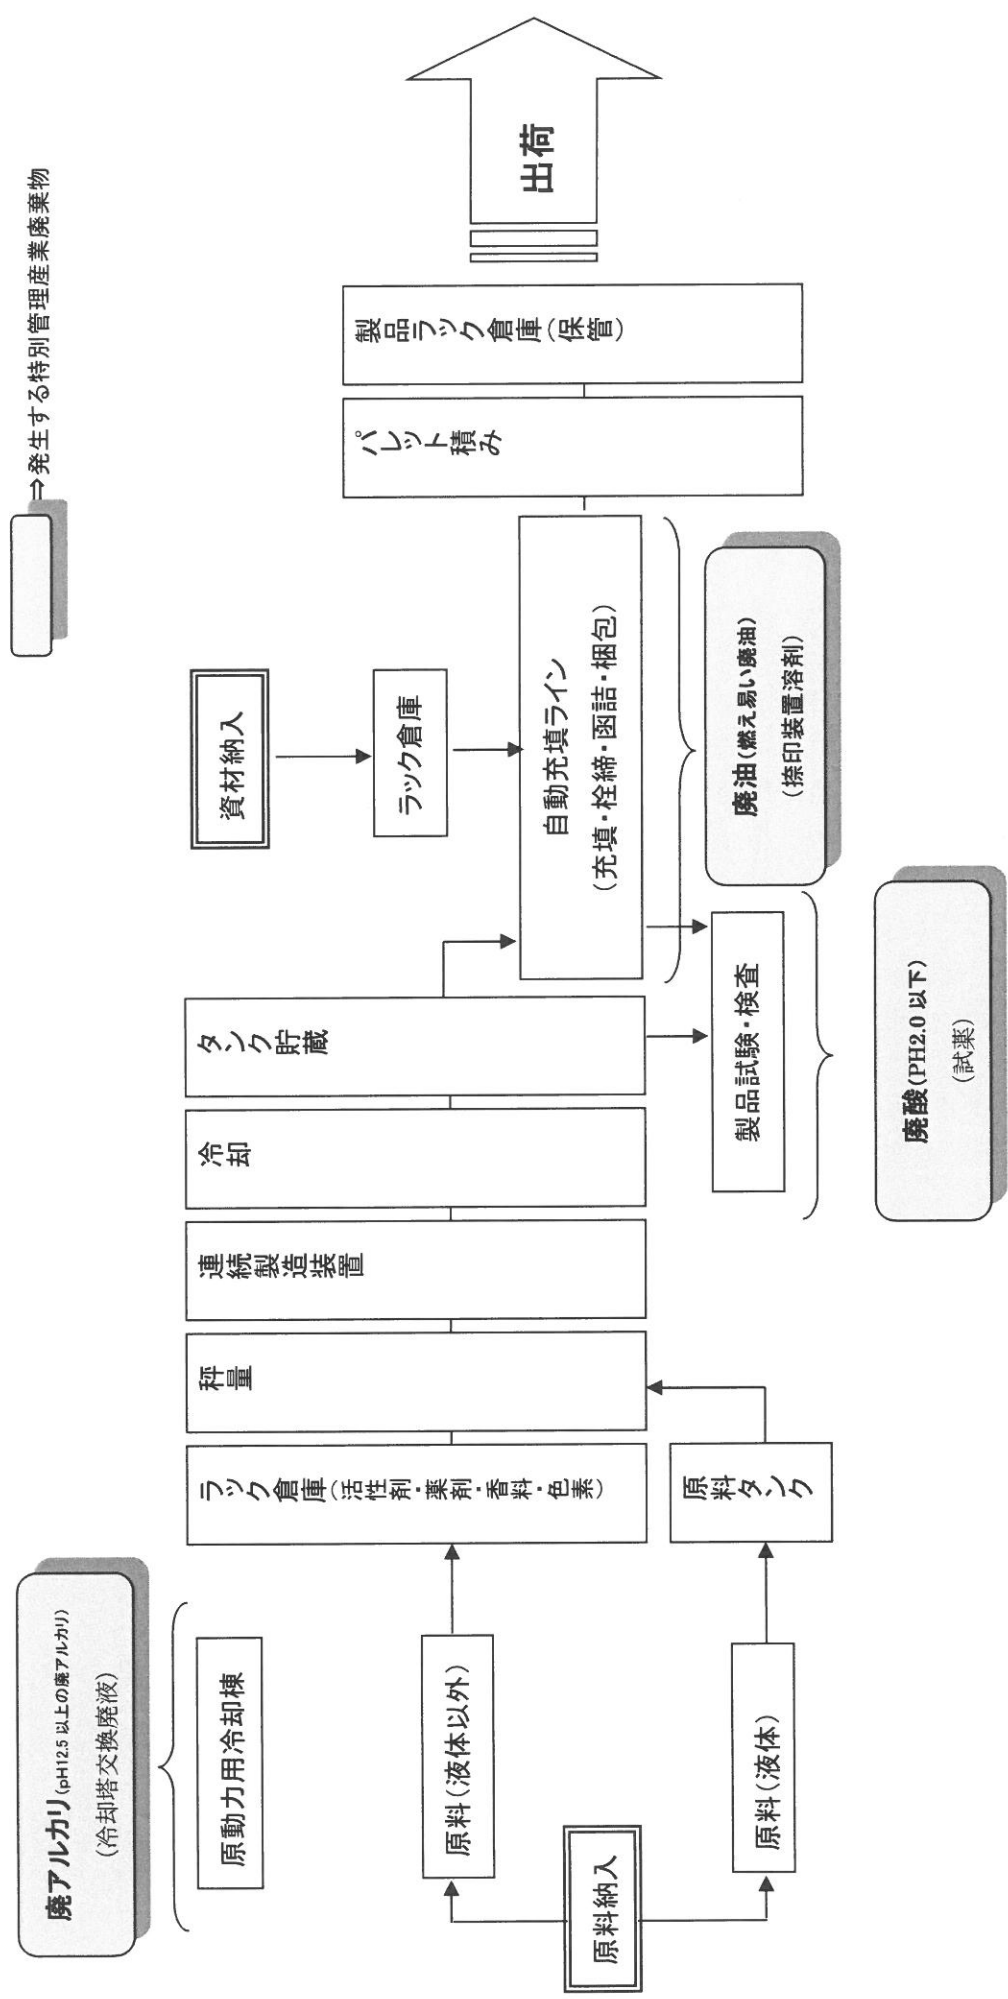 ⇒発生する特別管理産業廃棄物
廃アルカリ(pH12.5以上の廃アルカリ)
(冷却塔交換廃液)
原動力用冷却棟
原料納入
原料(液体以外)
原料(液体)
ラック倉庫(活性剤・薬剤・香料・色素)
原料タンク
秤量
連続製造装置
冷却
タンク貯蔵
資材納入
ラック倉庫
自動充填ライン
(充填・栓締・函詰・梱包)
製品試験・検査
廃酸(PH2.0以下)
(試薬)
廃油(燃え易い廃油)
(捺印装置溶剤)
パレット積み
製品ラック倉庫(保管)
出荷